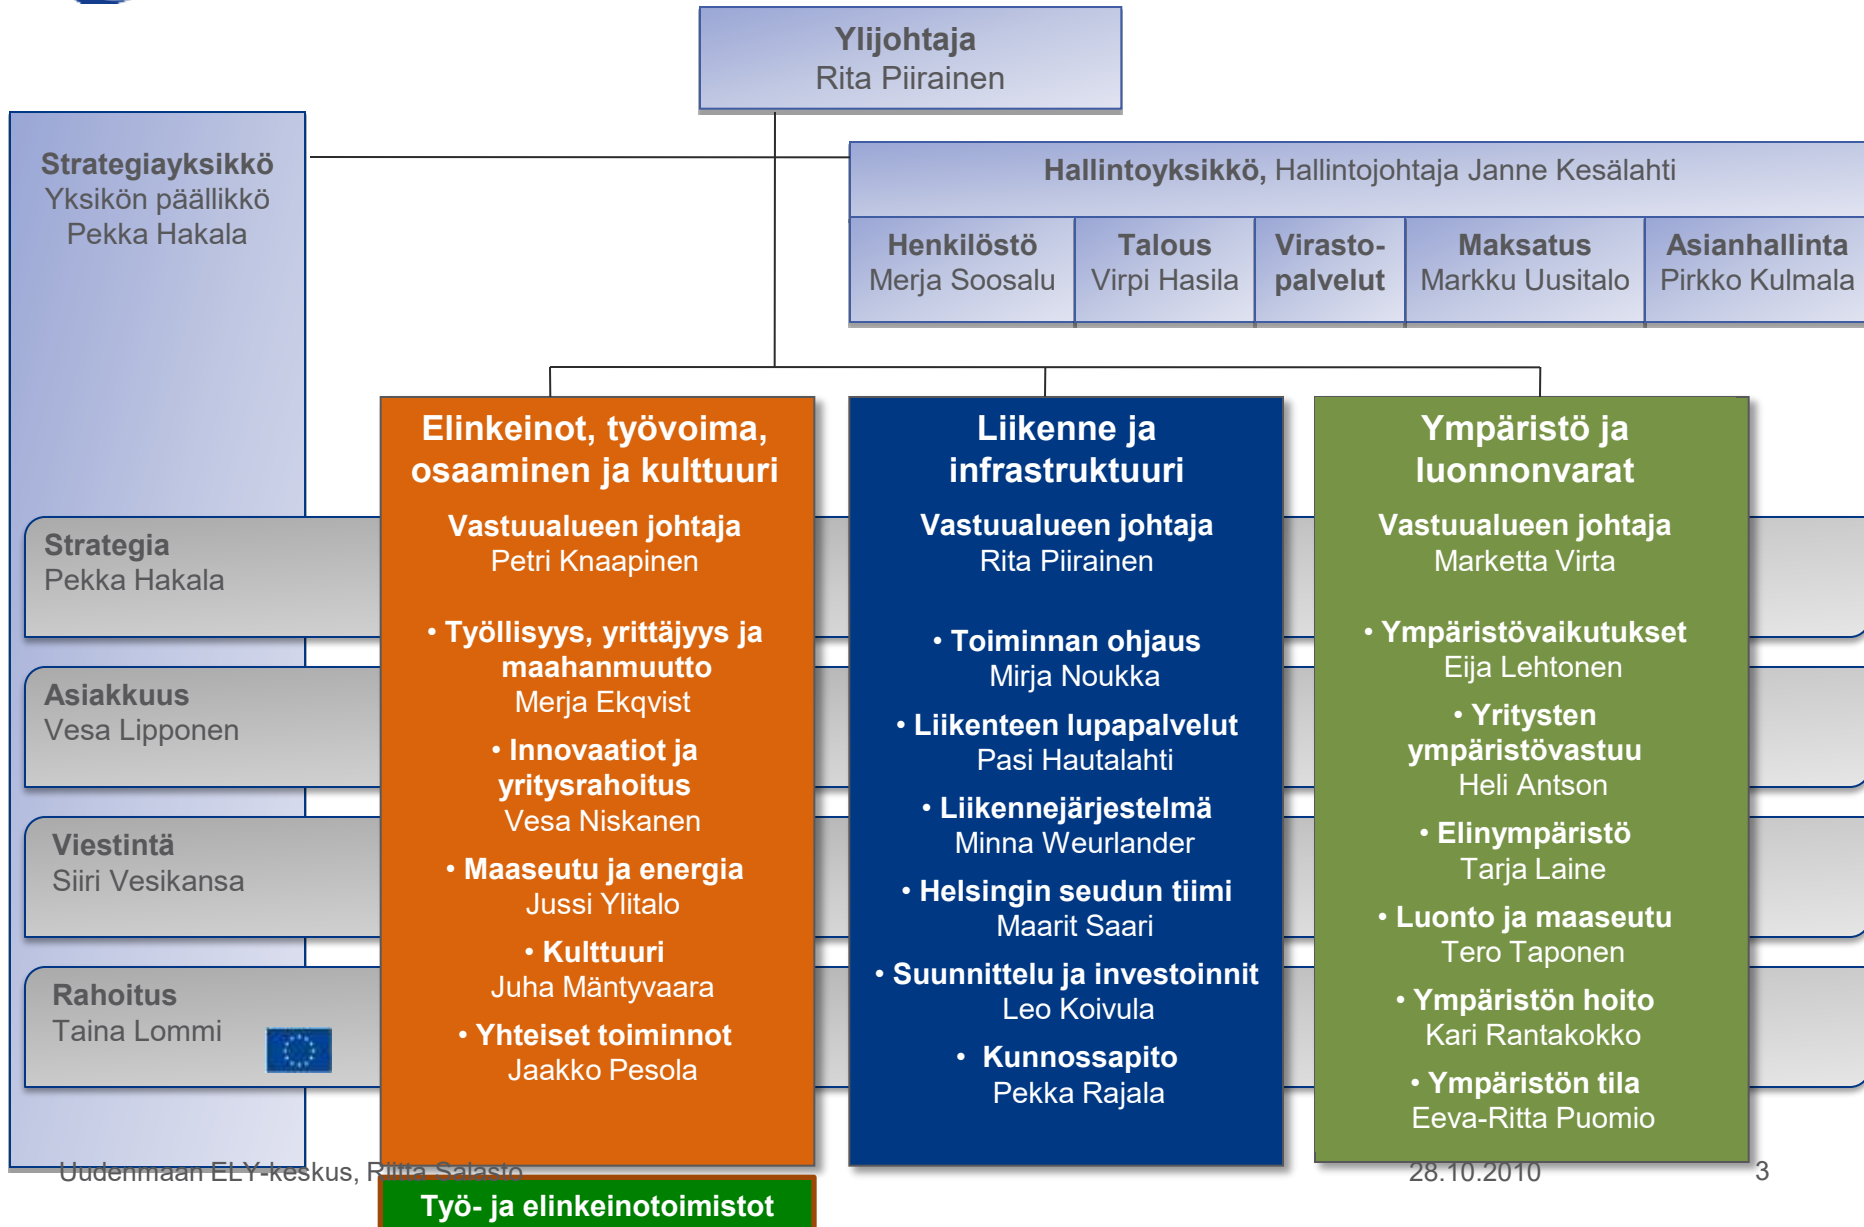 Ylijohtaja
Rita Piirainen
Strategiayksikkö
Yksikön päällikkö
Pekka Hakala
Hallintoyksikkö, Hallintojohtaja Janne Kesälahti
Henkilöstö
Merja Soosalu
Talous
Virpi Hasila
Virasto-
palvelut
Maksatus
Markku Uusitalo
Asianhallinta
Pirkko Kulmala
Strategia
Pekka Hakala
Asiakkuus
Vesa Lipponen
Viestintä
Siiri Vesikansa
Rahoitus
Taina Lommi
Elinkeinot, työvoima,
osaaminen ja kulttuuri
Vastuualueen johtaja
Petri Knaapinen
• Työllisyys, yrittäjyys ja
maahanmuutto
Merja Ekqvist
• Innovaatiot ja
yritysrahoitus
Vesa Niskanen
• Maaseutu ja energia
Jussi Ylitalo
• Kulttuuri
Juha Mäntyvaara
• Yhteiset toiminnot
Jaakko Pesola
Työ- ja elinkeinotoimistot
Liikenne ja
infrastruktuuri
Vastuualueen johtaja
Rita Piirainen
• Toiminnan ohjaus
Mirja Noukka
• Liikenteen lupapalvelut
Pasi Hautalahti
• Liikennejärjestelmä
Minna Weurlander
• Helsingin seudun tiimi
Maarit Saari
• Suunnittelu ja investoinnit
Leo Koivula
• Kunnossapito
Pekka Rajala
Ympäristö ja
luonnonvarat
Vastuualueen johtaja
Marketta Virta
• Ympäristövaikutukset
Eija Lehtonen
• Yritysten
ympäristövastuu
Heli Antson
• Elinympäristö
Tarja Laine
• Luonto ja maaseutu
Tero Taponen
• Ympäristön hoito
Kari Rantakokko
• Ympäristön tila
Eeva-Ritta Puomio
Uudenmaan ELY-keskus, Riitta Salasto
28.10.2010
3